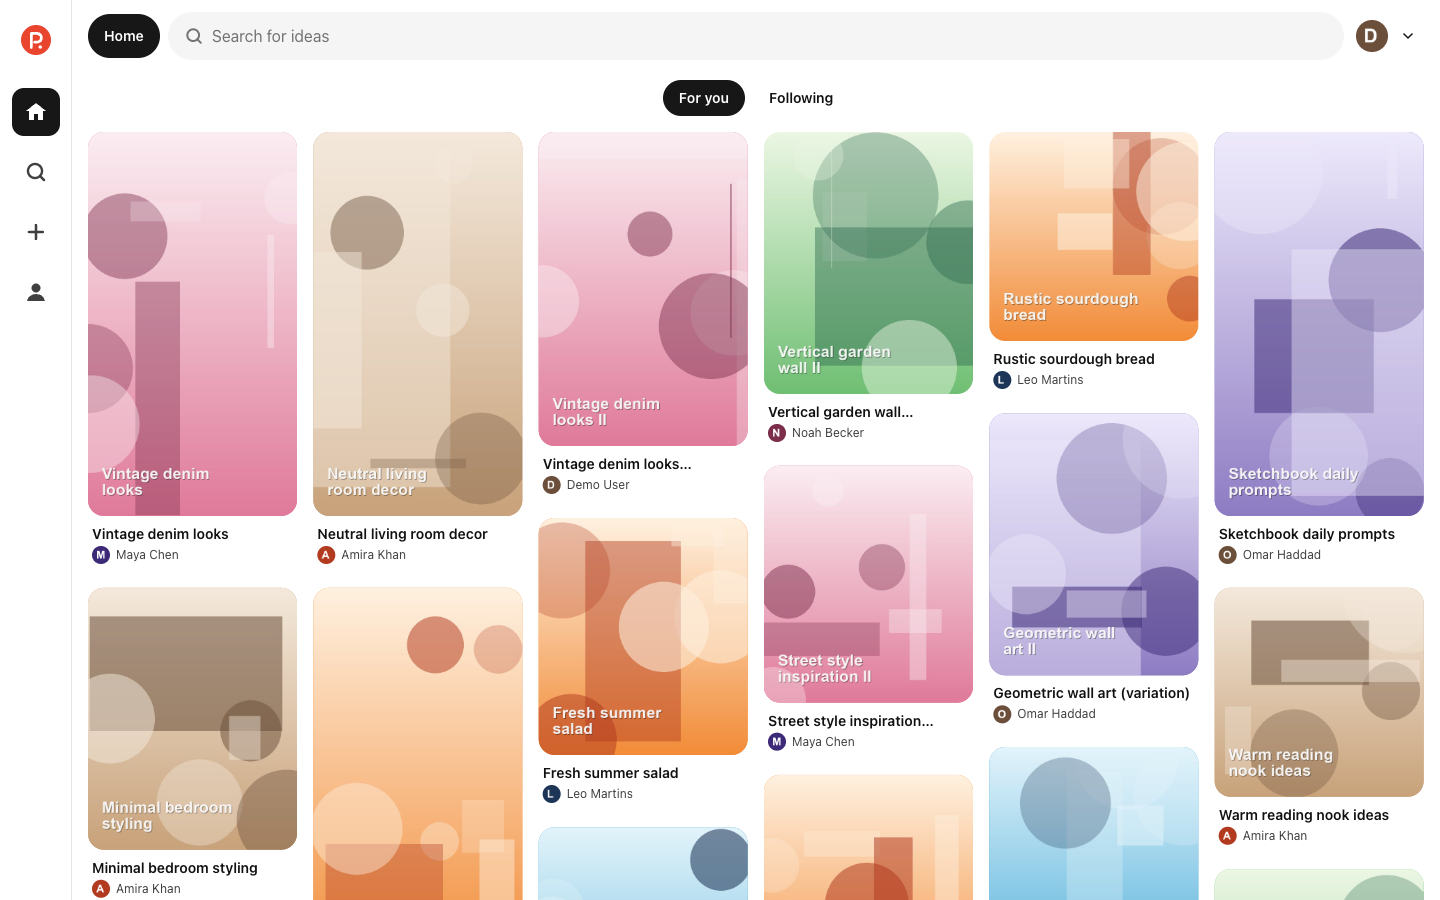 Home
Search for ideas
D
For you
Following
Vintage denim
looks
Vintage denim looks
M
Maya Chen
Minimal bedroom
styling
Minimal bedroom styling
A
Amira Khan
Neutral living
room decor
Neutral living room decor
A
Amira Khan
Vintage denim
looks II
Vintage denim looks...
D
Demo User
Fresh summer
salad
Fresh summer salad
L
Leo Martins
Vertical garden
wall II
Vertical garden wall...
N
Noah Becker
Street style
inspiration II
Street style inspiration...
M
Maya Chen
Rustic sourdough
bread
Rustic sourdough bread
L
Leo Martins
Geometric wall
art II
Geometric wall art (variation)
O
Omar Haddad
Sketchbook daily
prompts
Sketchbook daily prompts
O
Omar Haddad
Warm reading
nook ideas
Warm reading nook ideas
A
Amira Khan